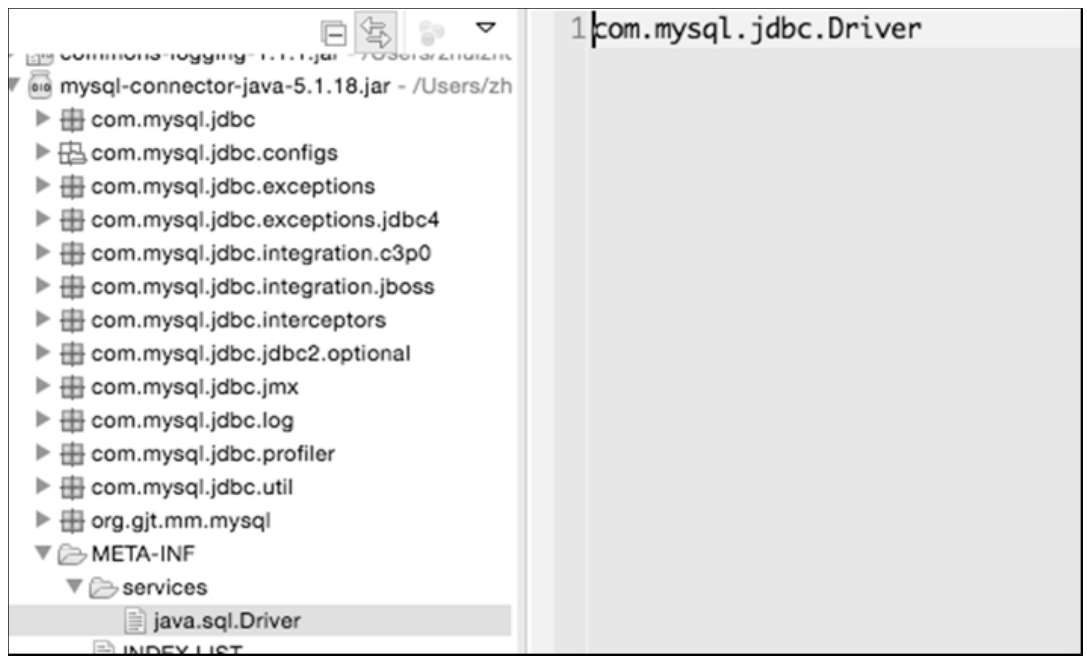 commons-logging-1.1.1.jar - /Users/zhuizht
mysql-connector-java-5.1.18.jar - /Users/zh
com.mysql.jdbc
com.mysql.jdbc.configs
com.mysql.jdbc.exceptions
com.mysql.jdbc.exceptions.jdbc4
com.mysql.jdbc.integration.c3p0
com.mysql.jdbc.integration.jboss
com.mysql.jdbc.interceptors
com.mysql.jdbc.jdbc2.optional
com.mysql.jdbc.jmx
com.mysql.jdbc.log
com.mysql.jdbc.profiler
com.mysql.jdbc.util
org.gjt.mm.mysql
META-INF
services
java.sql.Driver
INDEX.LIST
1 com.mysql.jdbc.Driver